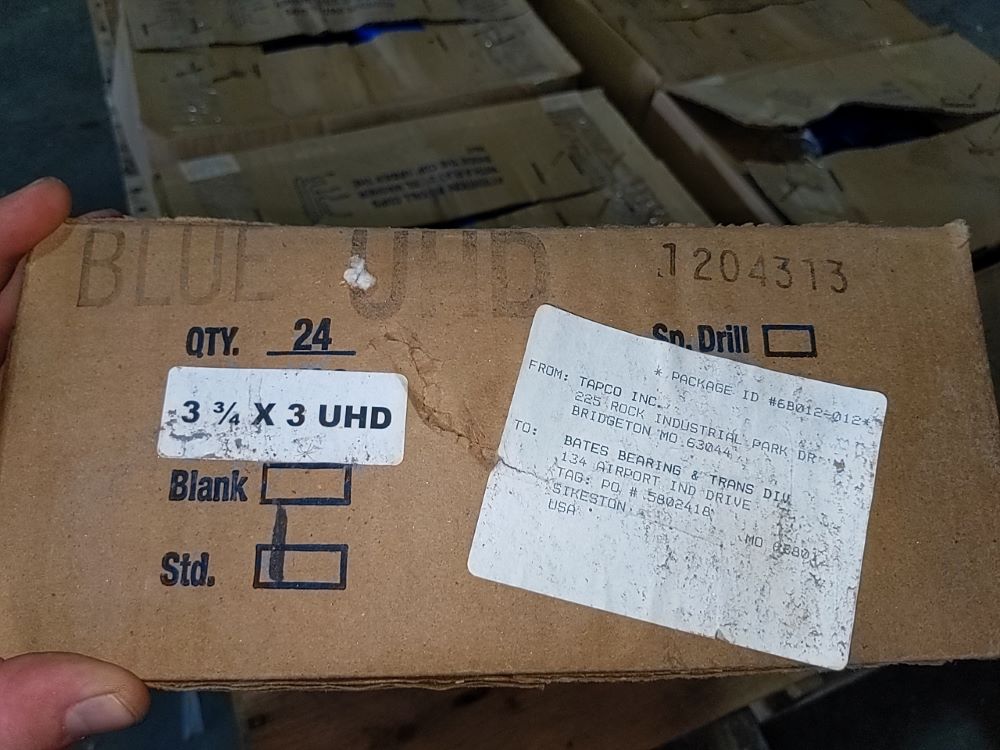 BLUE UHD
1204313
QTY. 24
Sp. Drill
3 ¾ X 3 UHD
Blank
Std.
* PACKAGE ID #6B012-012*
FROM: TAPCO INC.
225 ROCK INDUSTRIAL PARK DR
BRIDGETON MO 63044
TO: BATES BEARING & TRANS DIV
134 AIRPORT IND DRIVE
TAG: PO # 5802418
SIKESTON MO
USA